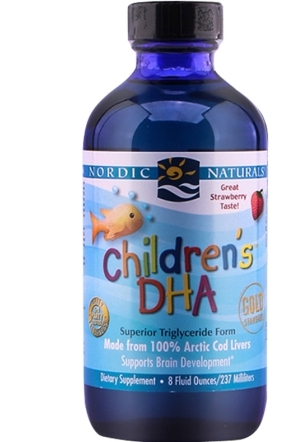 NORDIC NATURALS
Great
Strawberry
Taste!
Children's
DHA
GOLD
Superior Triglyceride Form
Made from 100% Arctic Cod Livers
Supports Brain Development*
Dietary Supplement • 8 Fluid Ounces/237 Milliliters